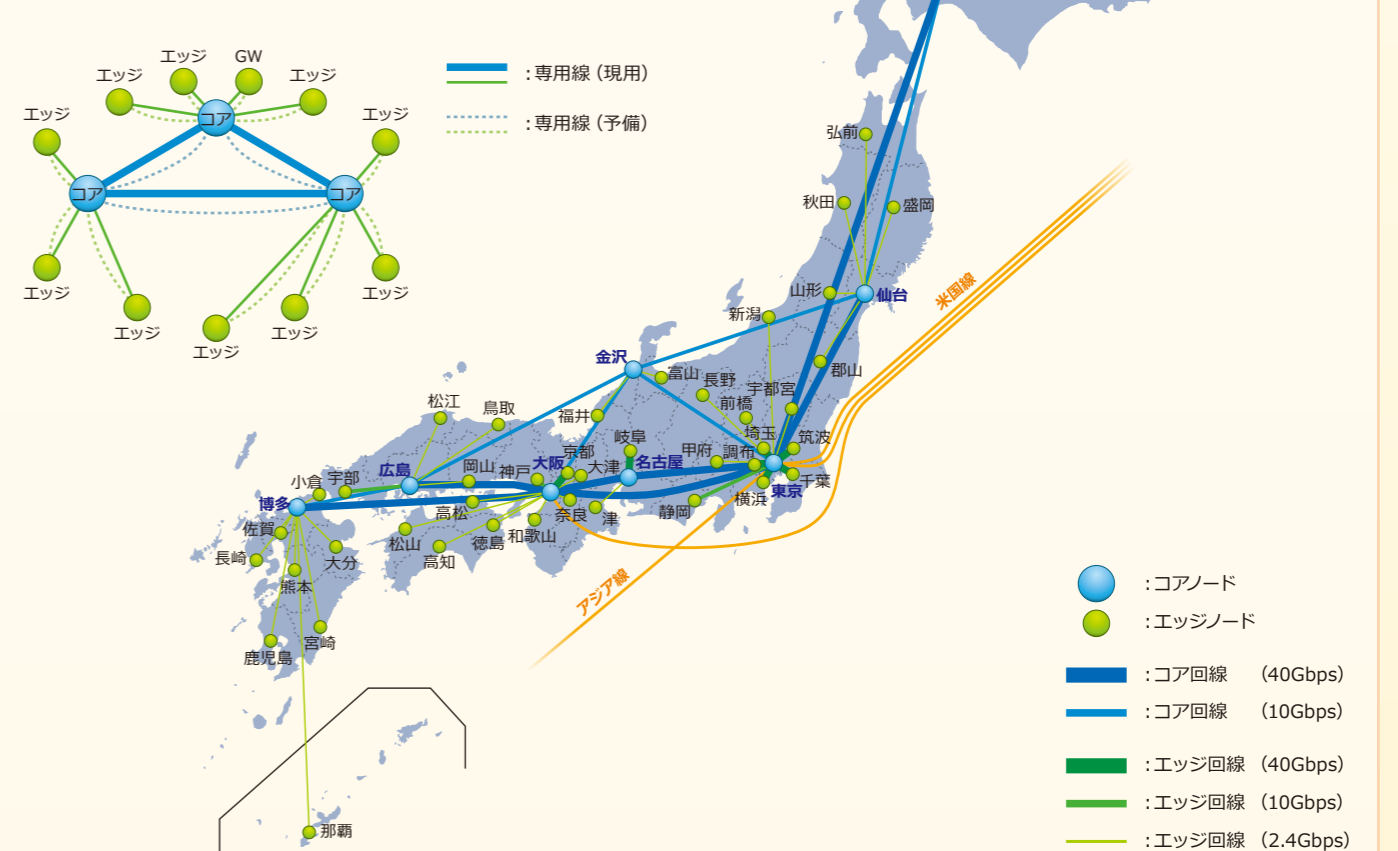 エッジ
GW
エッジ
エッジ
コア
エッジ
エッジ
コア
コア
エッジ
エッジ
エッジ
エッジ
エッジ
：専用線（現用）
：専用線（予備）
弘前
秋田
盛岡
山形
仙台
新潟
米国線
郡山
金沢
富山
長野
宇都宮
前橋
福井
松江
鳥取
埼玉
筑波
岐阜
甲府
調布
京都
名古屋
大阪
大津
千葉
東京
横浜
静岡
広島
岡山
神戸
小倉
宇部
博多
高松
奈良
津
佐賀
松山
徳島
和歌山
長崎
大分
高知
熊本
アジア線
宮崎
鹿児島
那覇
：コアノード
：エッジノード
：コア回線 （40Gbps）
：コア回線 （10Gbps）
：エッジ回線 （40Gbps）
：エッジ回線 （10Gbps）
：エッジ回線 （2.4Gbps）